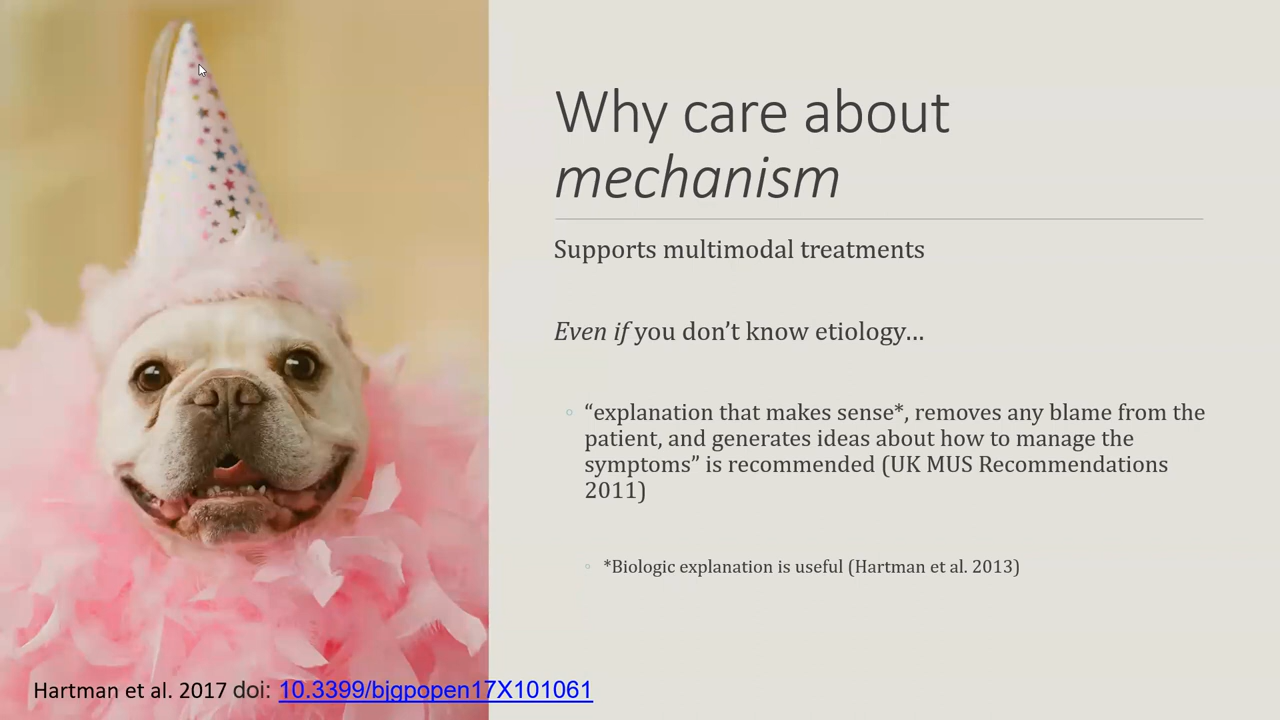 Why care about
mechanism
Supports multimodal treatments
Even if you don’t know etiology…
“explanation that makes sense*, removes any blame from the
patient, and generates ideas about how to manage the
symptoms” is recommended (UK MUS Recommendations
2011)
*Biologic explanation is useful (Hartman et al. 2013)
Hartman et al. 2017 doi: 10.3399/bjgpopen17X101061